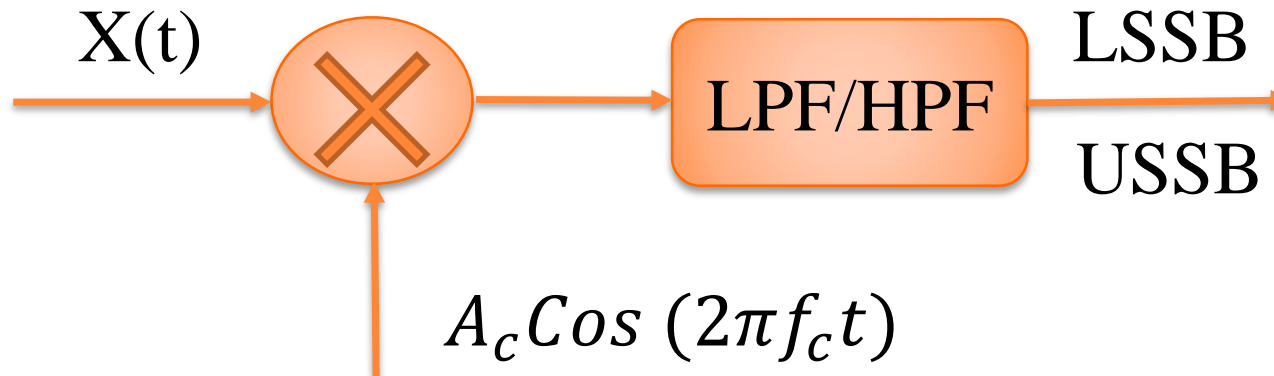 X(t)
LPF/HPF
LSSB
USSB
A_c Cos (2πf_c t)